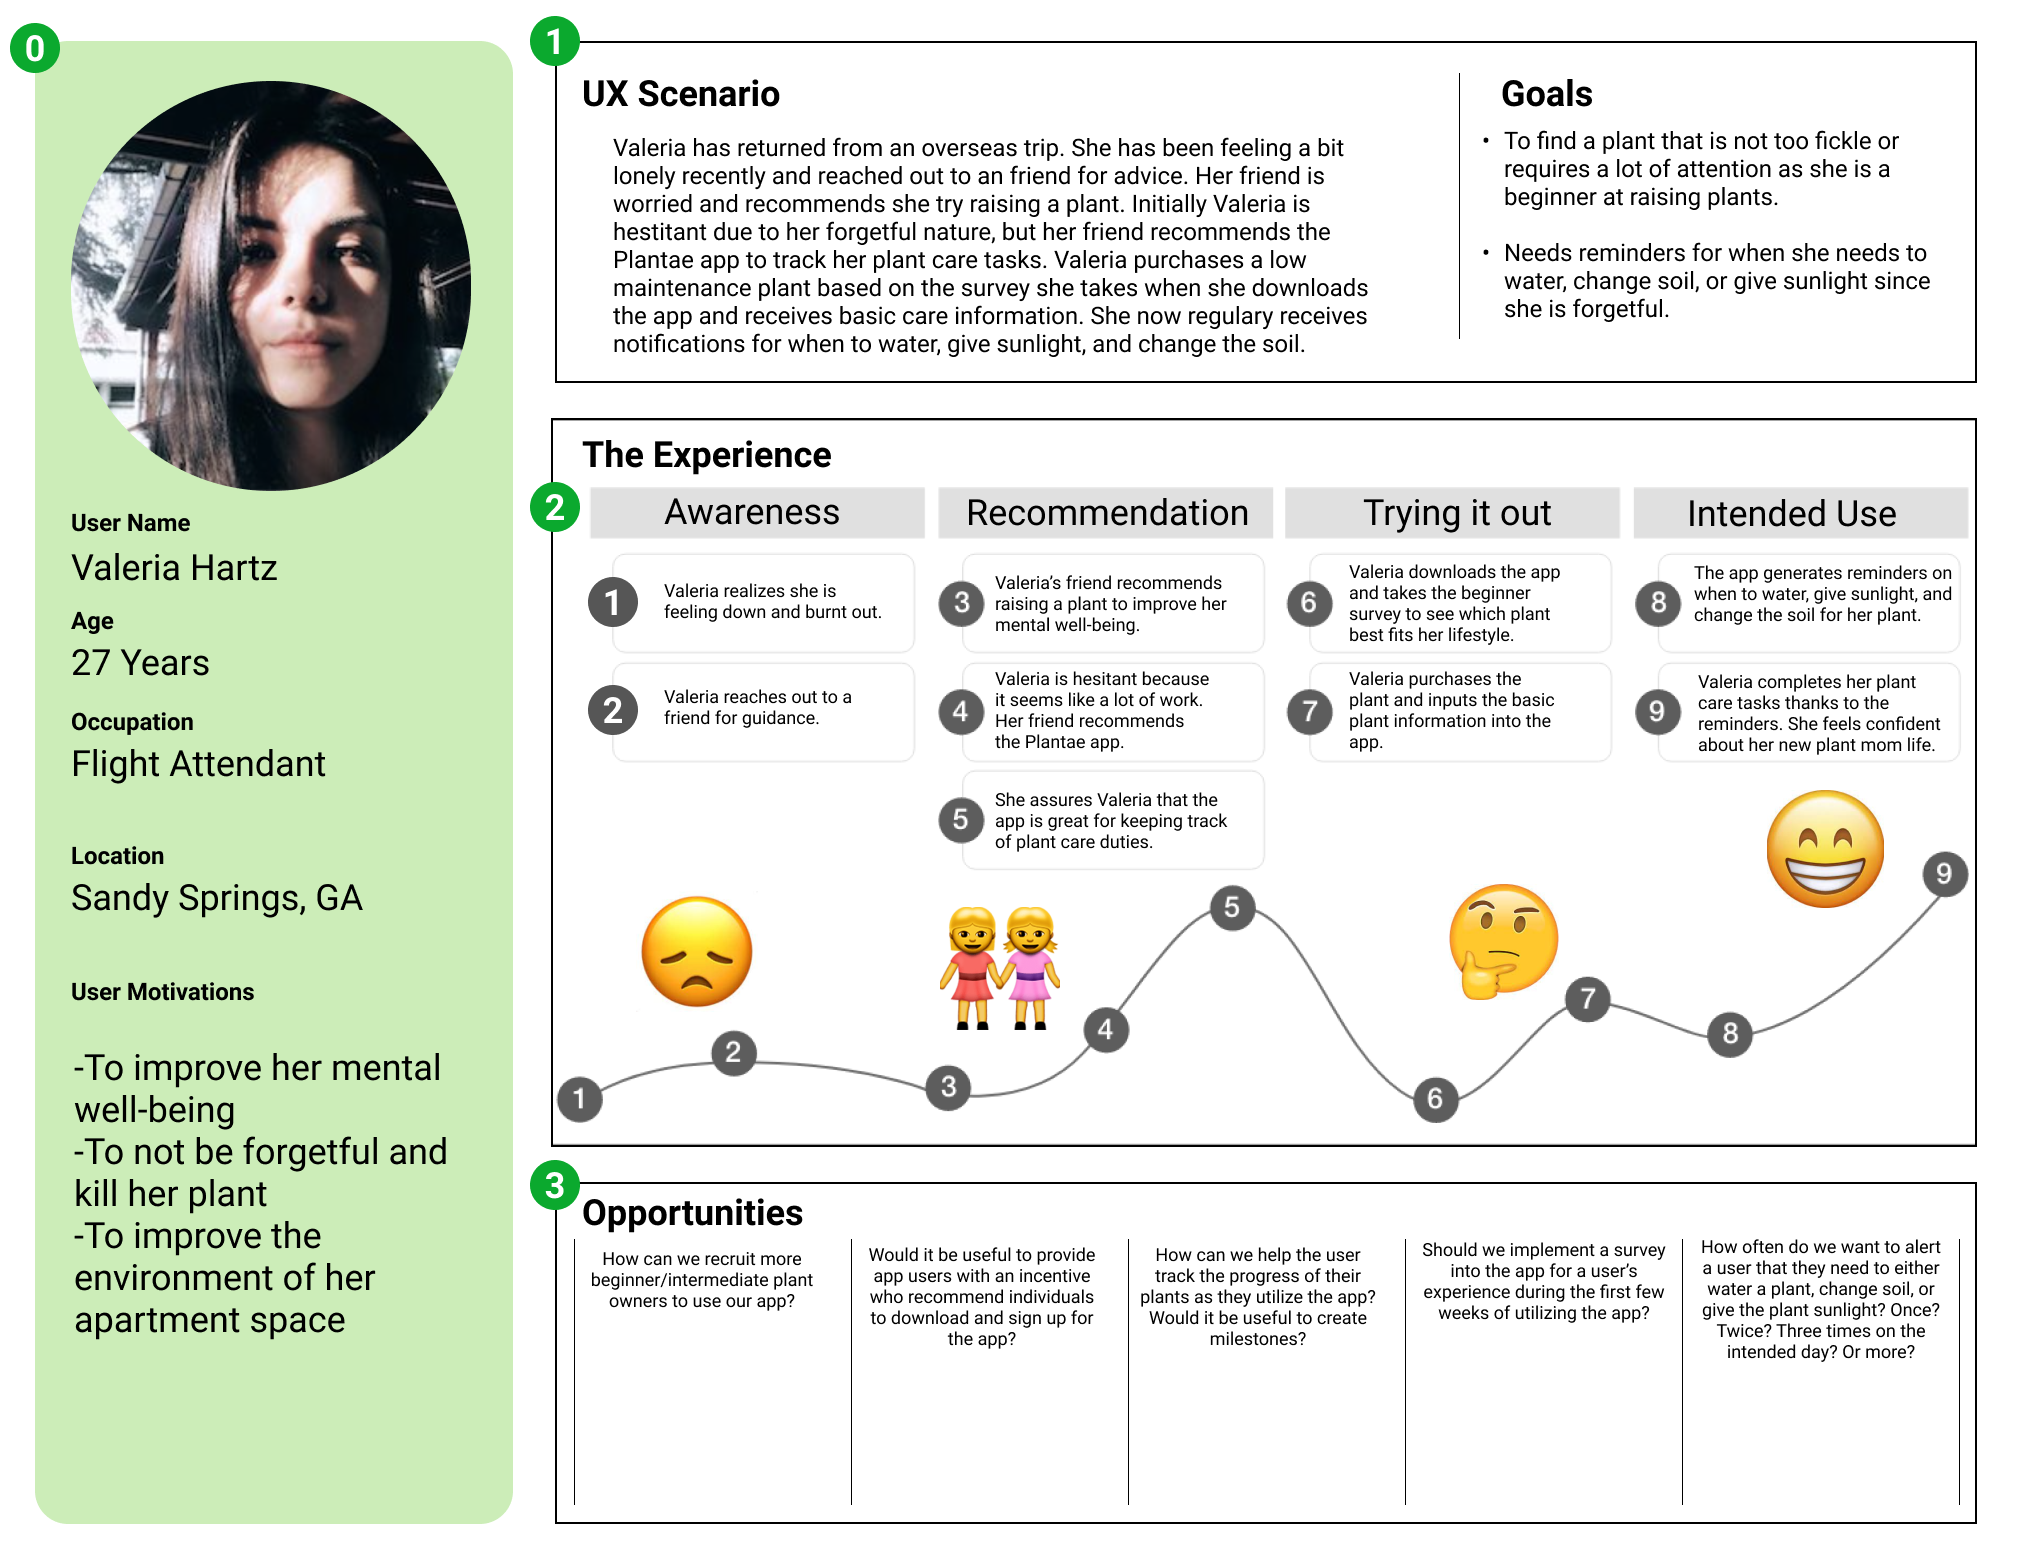 0
User Name
Valeria Hartz
Age
27 Years
Occupation
Flight Attendant
Location
Sandy Springs, GA
User Motivations
-To improve her mental
well-being
-To not be forgetful and
kill her plant
-To improve the
environment of her
apartment space
1
UX Scenario
Valeria has returned from an overseas trip. She has been feeling a bit
lonely recently and reached out to an friend for advice. Her friend is
worried and recommends she try raising a plant. Initially Valeria is
hestitant due to her forgetful nature, but her friend recommends the
Plantae app to track her plant care tasks. Valeria purchases a low
maintenance plant based on the survey she takes when she downloads
the app and receives basic care information. She now regulary receives
notifications for when to water, give sunlight, and change the soil.
Goals
• To find a plant that is not too fickle or
requires a lot of attention as she is a
beginner at raising plants.
• Needs reminders for when she needs to
water, change soil, or give sunlight since
she is forgetful.
The Experience
2
Awareness
1
Valeria realizes she is
feeling down and burnt out.
2
Valeria reaches out to a
friend for guidance.
Recommendation
3
Valeria's friend recommends
raising a plant to improve her
mental well-being.
4
Valeria is hesitant because
it seems like a lot of work.
Her friend recommends
the Plantae app.
5
She assures Valeria that the
app is great for keeping track
of plant care duties.
Trying it out
6
Valeria downloads the app
and takes the beginner
survey to see which plant
best fits her lifestyle.
7
Valeria purchases the
plant and inputs the basic
plant information into the
app.
Intended Use
8
The app generates reminders on
when to water, give sunlight, and
change the soil for her plant.
9
Valeria completes her plant
care tasks thanks to the
reminders. She feels confident
about her new plant mom life.
1
2
3
4
5
6
7
8
9
3
Opportunities
How can we recruit more
beginner/intermediate plant
owners to use our app?
Would it be useful to provide
app users with an incentive
who recommend individuals
to download and sign up for
the app?
How can we help the user
track the progress of their
plants as they utilize the app?
Would it be useful to create
milestones?
Should we implement a survey
into the app for a user's
experience during the first few
weeks of utilizing the app?
How often do we want to alert
a user that they need to either
water a plant, change soil, or
give the plant sunlight? Once?
Twice? Three times on the
intended day? Or more?